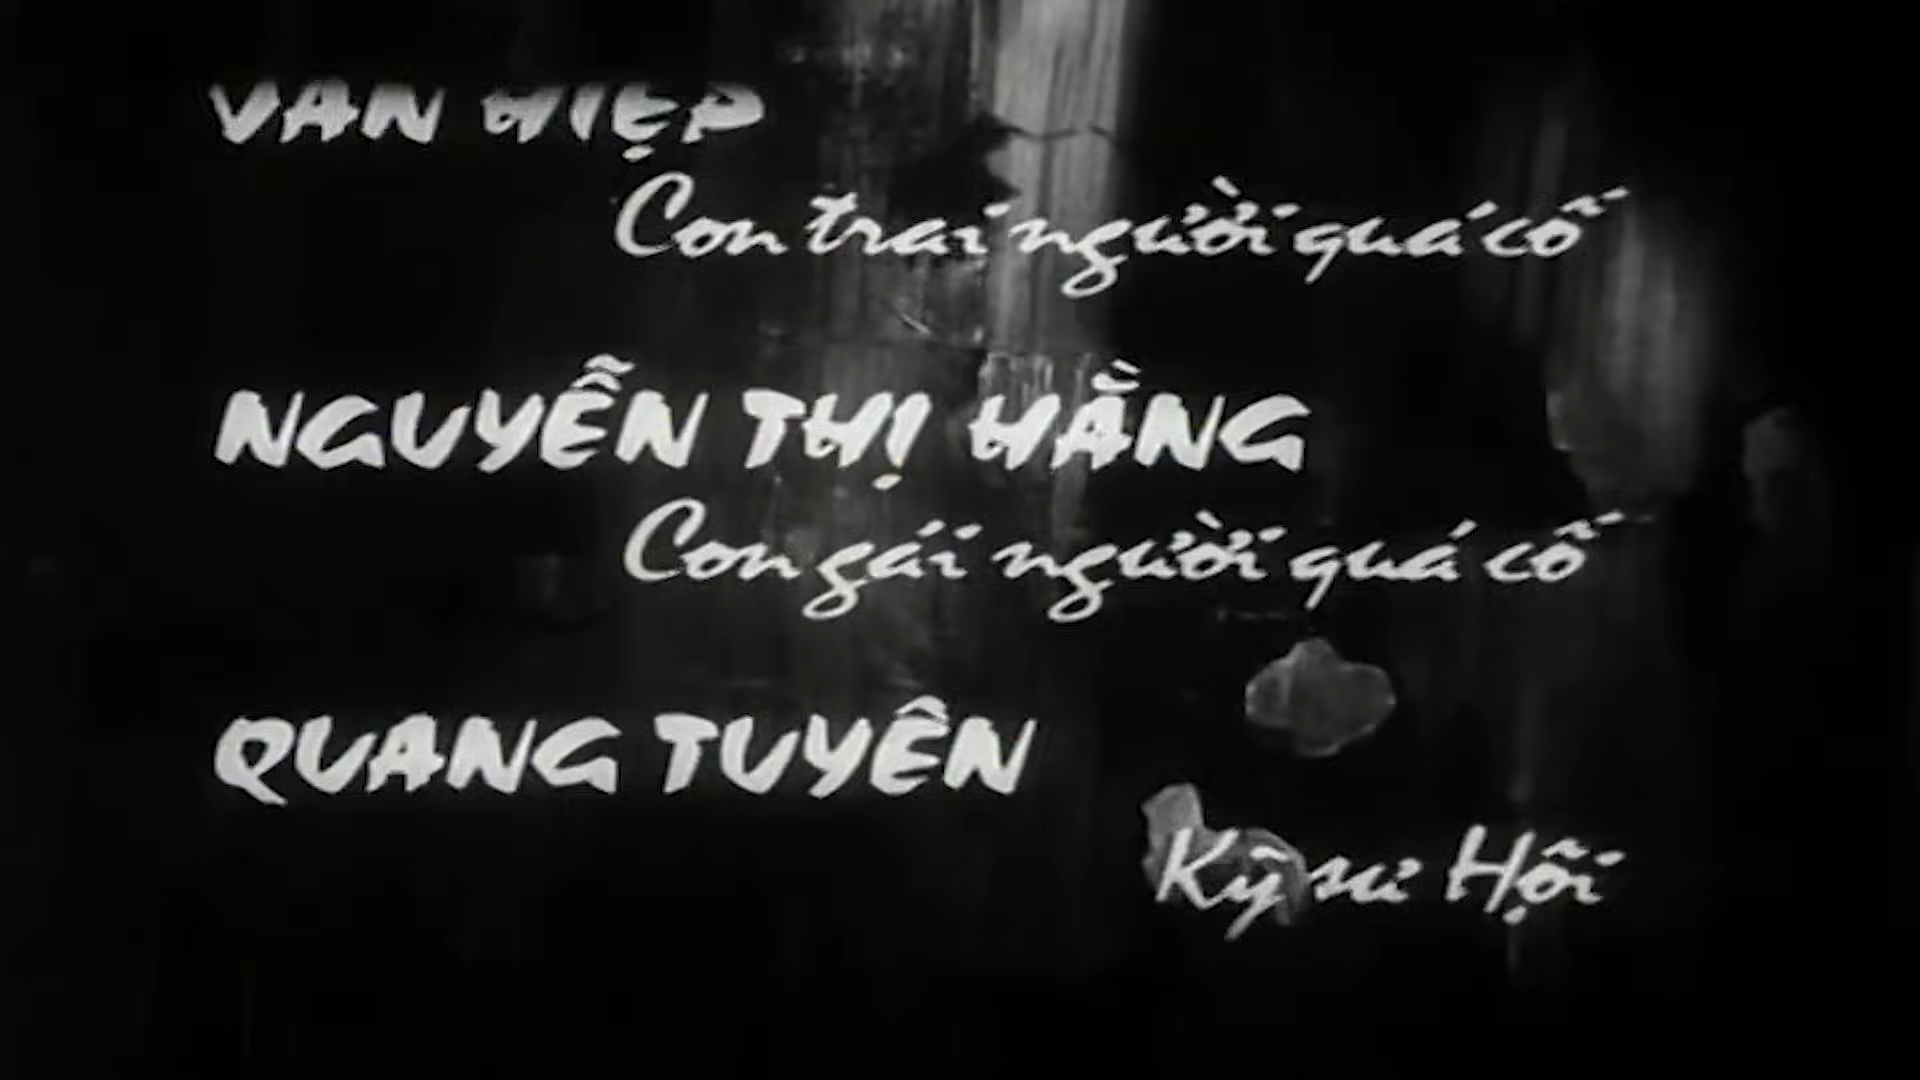 VĂN HIỆP
Con trai người quá cố
NGUYỄN THỊ HẰNG
Con gái người quá cố
QUANG TUYÊN
Kỹ sư Hội